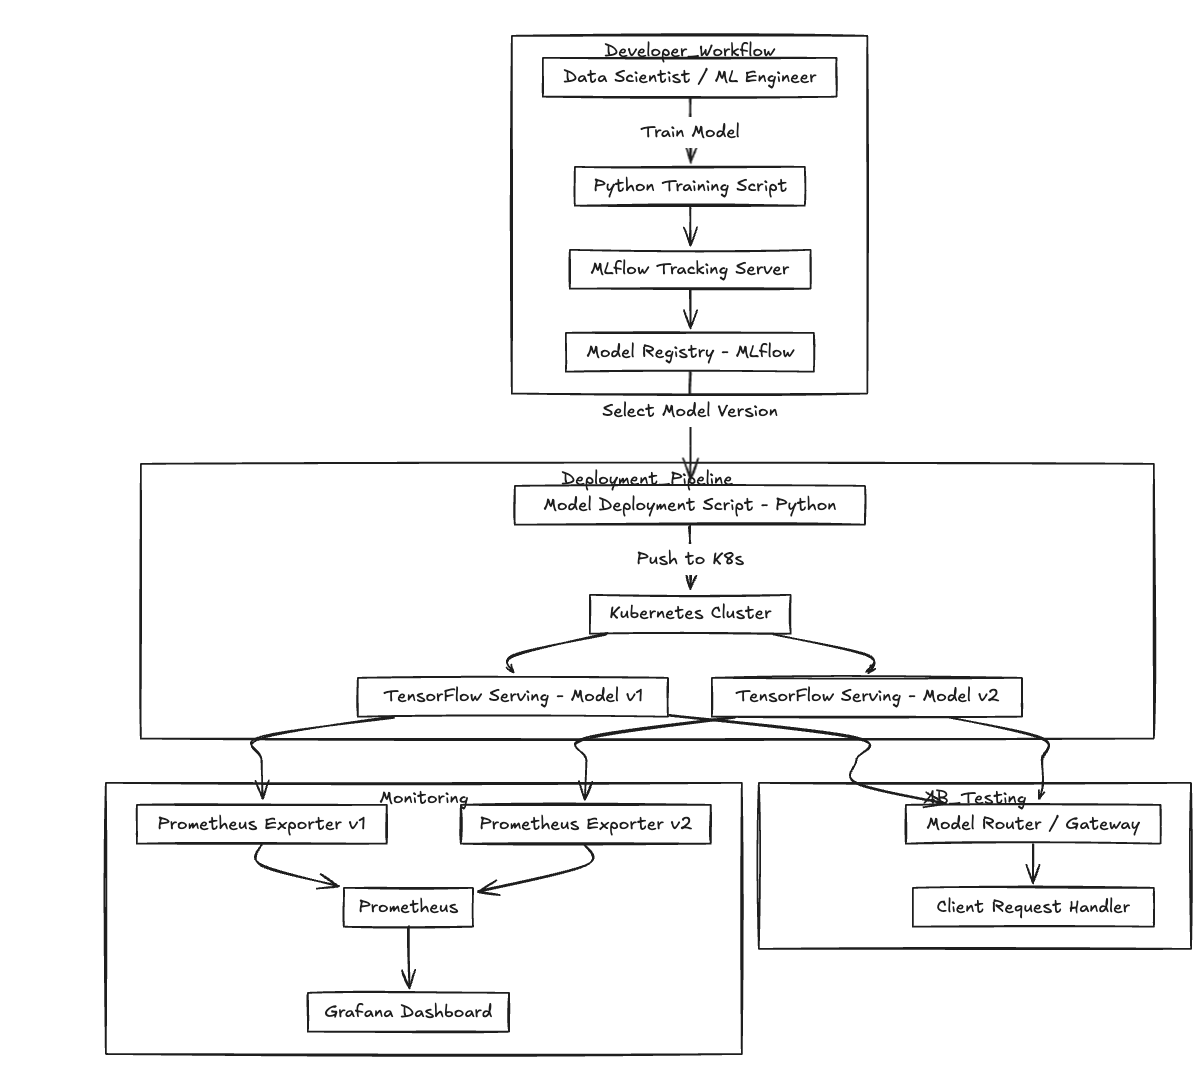 Developer_Workflow
Data Scientist / ML Engineer
Train Model
Python Training Script
MLflow Tracking Server
Model Registry - MLflow
Select Model Version
Deployment_Pipeline
Model Deployment Script - Python
Push to K8s
Kubernetes Cluster
TensorFlow Serving - Model v1
TensorFlow Serving - Model v2
Monitoring
Prometheus Exporter v1
Prometheus Exporter v2
Prometheus
Grafana Dashboard
AB_Testing
Model Router / Gateway
Client Request Handler